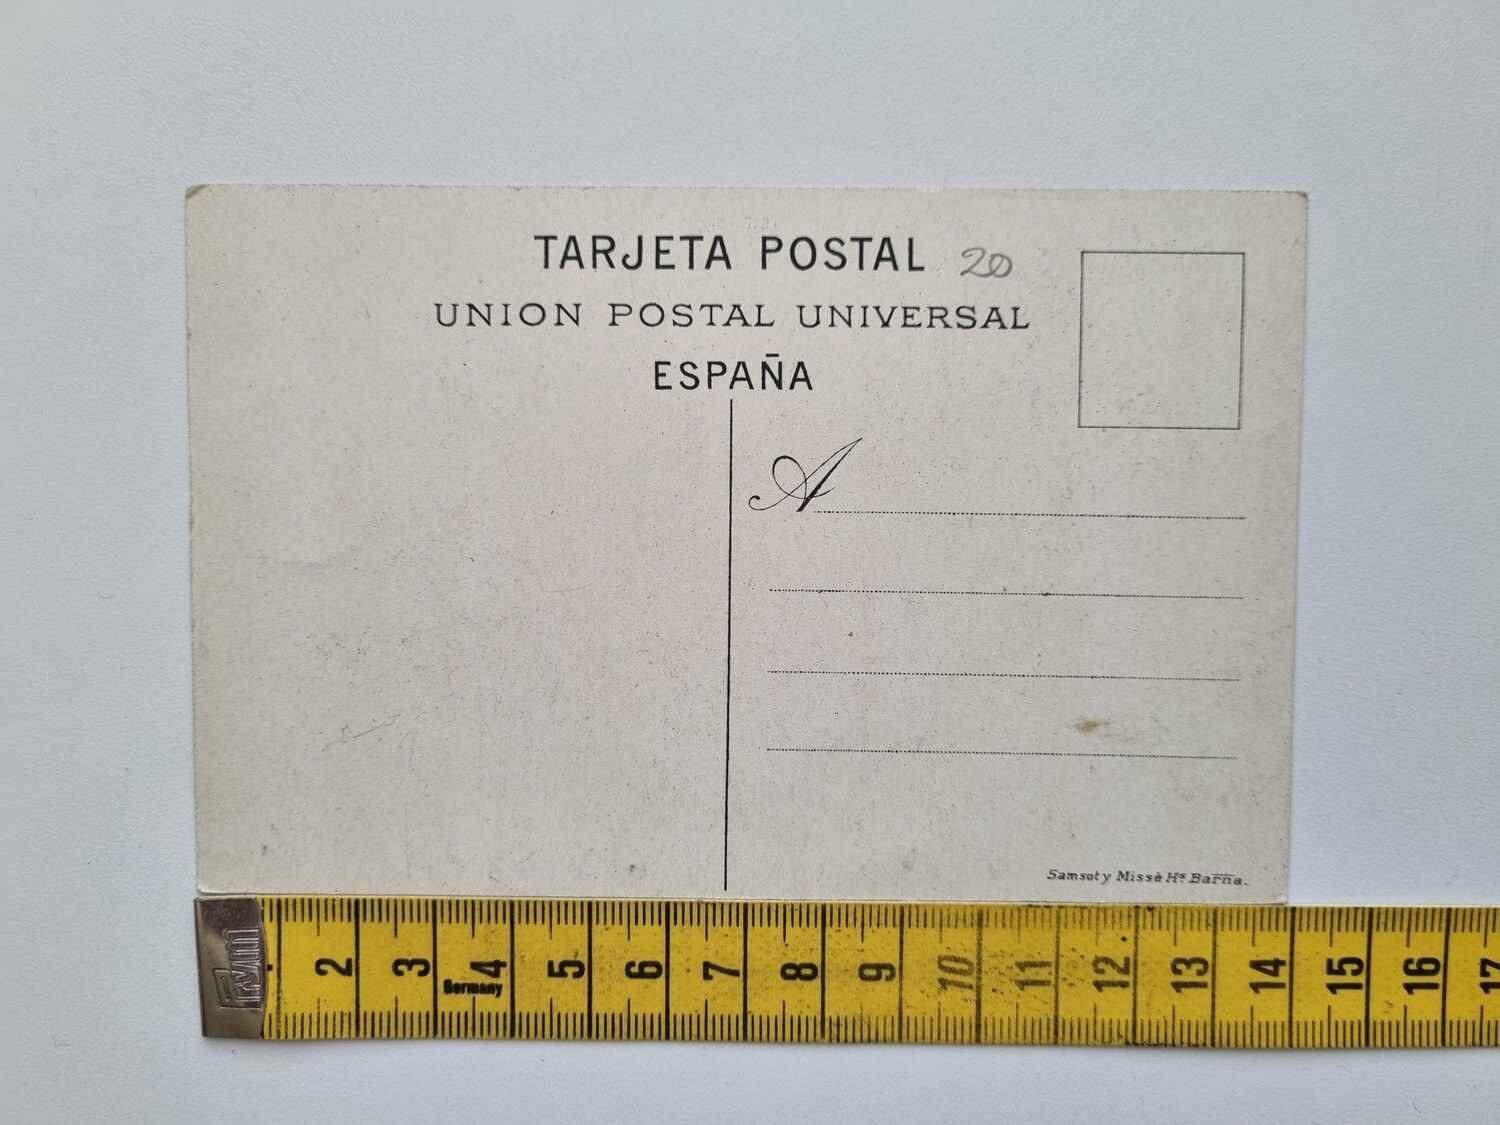 TARJETA POSTAL 20
UNION POSTAL UNIVERSAL
ESPAÑA
A
Samsot y Missè Hs Barna.
Prym
2 3 4 5 6 7 8 9 10 11 12 13 14 15 16 17
Germany